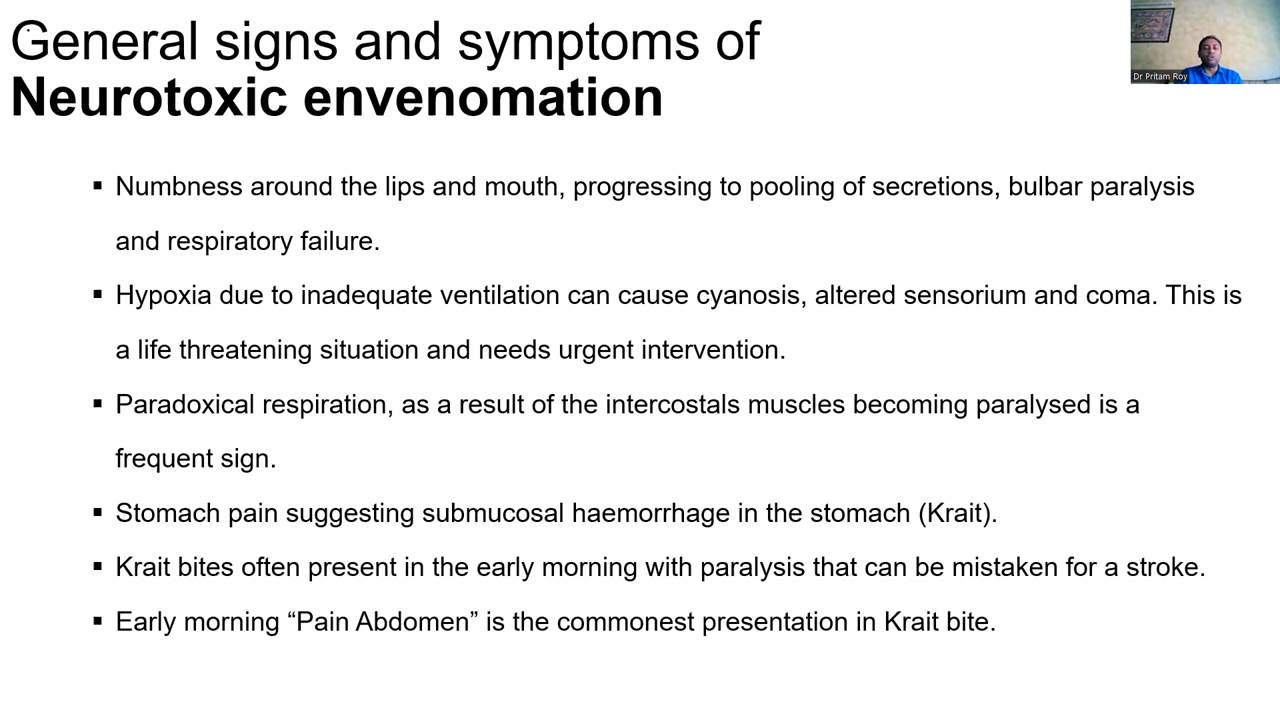 General signs and symptoms of
Neurotoxic envenomation
Dr Pritam Roy
▪ Numbness around the lips and mouth, progressing to pooling of secretions, bulbar paralysis
and respiratory failure.
▪ Hypoxia due to inadequate ventilation can cause cyanosis, altered sensorium and coma. This is
a life threatening situation and needs urgent intervention.
▪ Paradoxical respiration, as a result of the intercostals muscles becoming paralysed is a
frequent sign.
▪ Stomach pain suggesting submucosal haemorrhage in the stomach (Krait).
▪ Krait bites often present in the early morning with paralysis that can be mistaken for a stroke.
▪ Early morning “Pain Abdomen” is the commonest presentation in Krait bite.